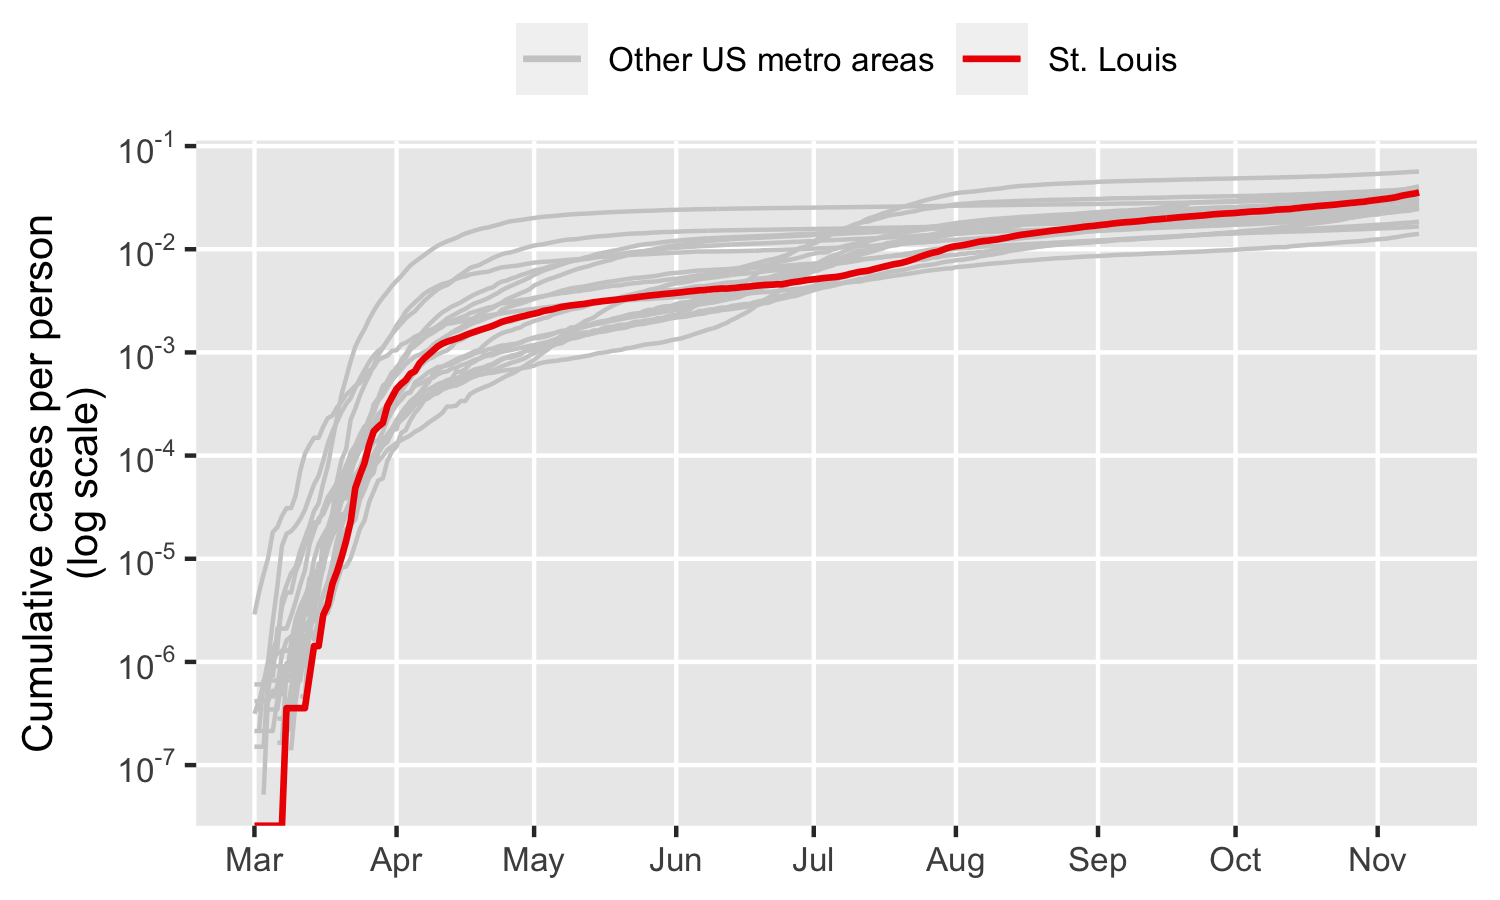 Other US metro areas
St. Louis
Cumulative cases per person
(log scale)
10⁻¹
10⁻²
10⁻³
10⁻⁴
10⁻⁵
10⁻⁶
10⁻⁷
Mar Apr May Jun Jul Aug Sep Oct Nov